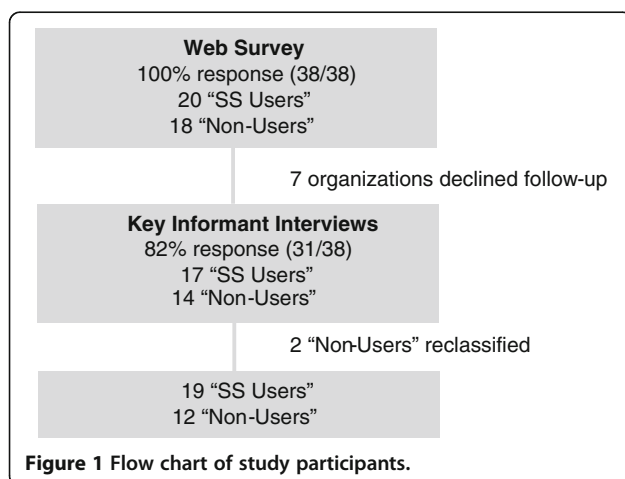 Web Survey
100% response (38/38)
20 “SS Users”
18 “Non-Users”
7 organizations declined follow-up
Key Informant Interviews
82% response (31/38)
17 “SS Users”
14 “Non-Users”
2 “Non-Users” reclassified
19 “SS Users”
12 “Non-Users”
Figure 1 Flow chart of study participants.